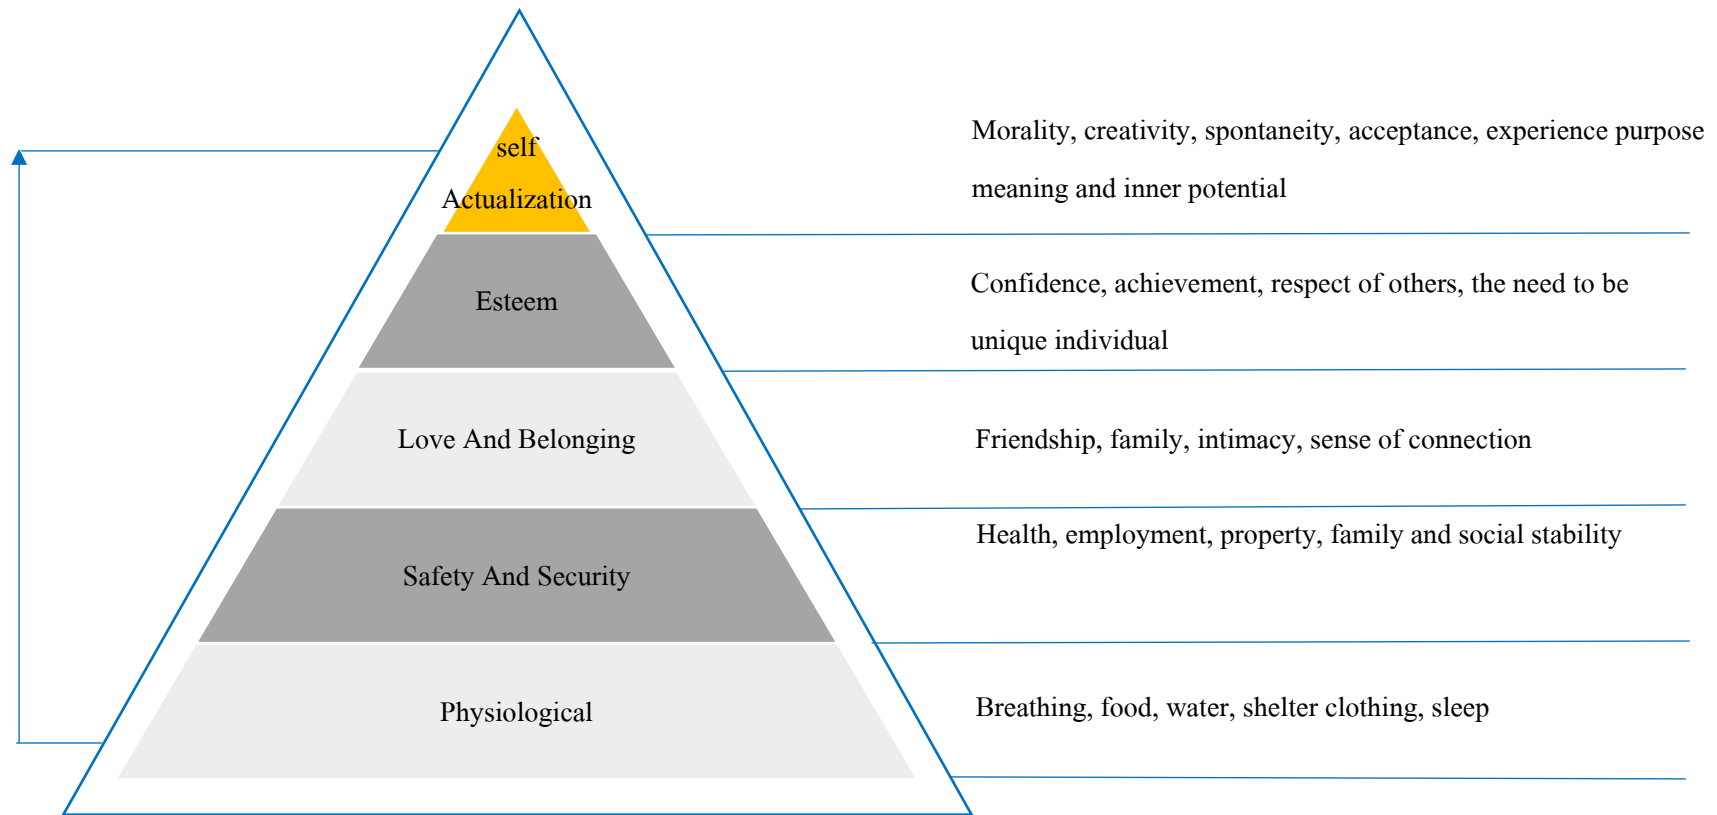 self
Actualization
Morality, creativity, spontaneity, acceptance, experience purpose
meaning and inner potential
Esteem
Confidence, achievement, respect of others, the need to be
unique individual
Love And Belonging
Friendship, family, intimacy, sense of connection
Safety And Security
Health, employment, property, family and social stability
Physiological
Breathing, food, water, shelter clothing, sleep